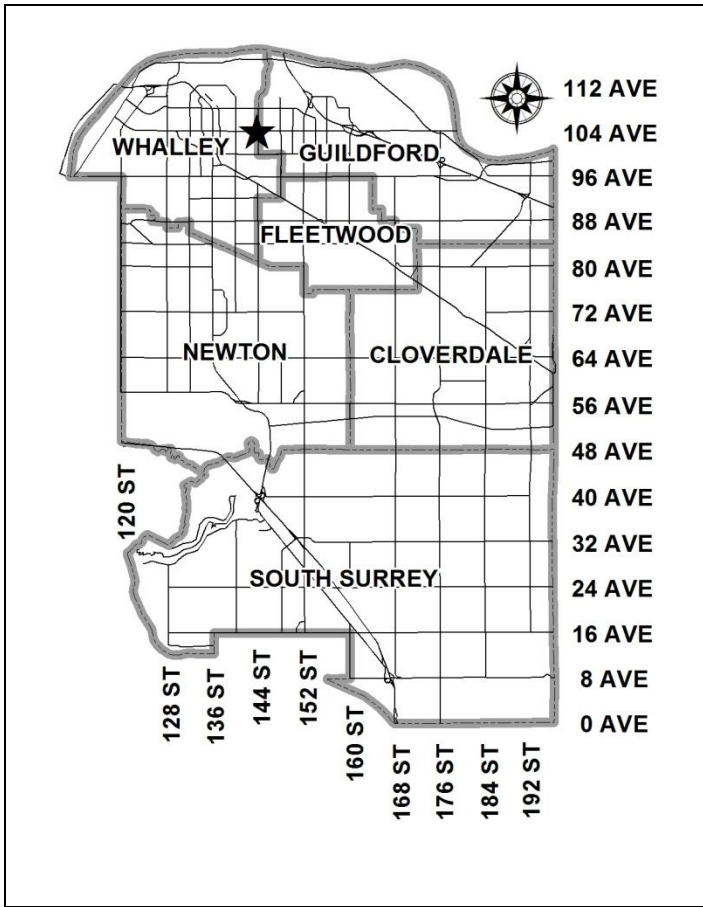 112 AVE
104 AVE
WHALLEY
GUILDFORD
96 AVE
88 AVE
FLEETWOOD
80 AVE
72 AVE
NEWTON
CLOVERDALE
64 AVE
56 AVE
48 AVE
120 ST
40 AVE
32 AVE
SOUTH SURREY
24 AVE
16 AVE
8 AVE
0 AVE
128 ST
136 ST
144 ST
152 ST
160 ST
168 ST
176 ST
184 ST
192 ST